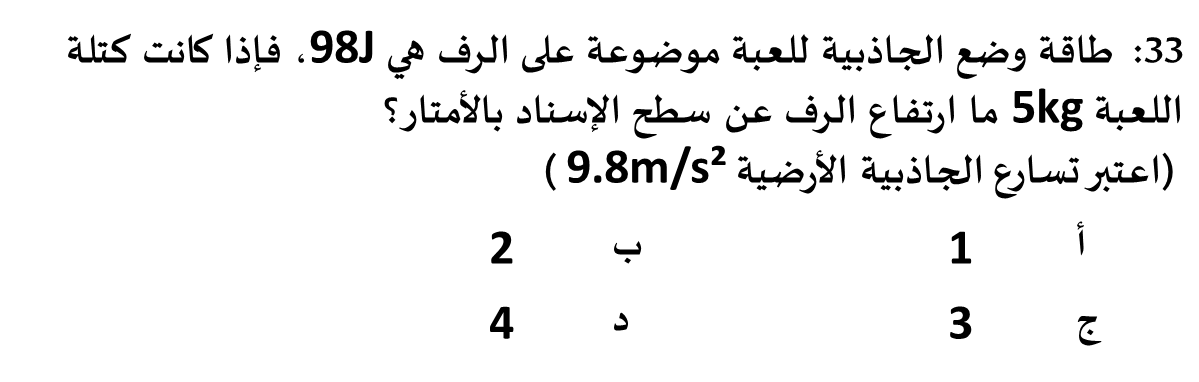 33: طاقة وضع الجاذبية للعبة موضوعة على الرف هي 98J، فإذا كانت كتلة
اللعبة 5kg ما ارتفاع الرف عن سطح الإسناد بالأمتار؟
(اعتبر تسارع الجاذبية الأرضية 9.8m/s² )
أ 1 ب 2
ج 3 د 4